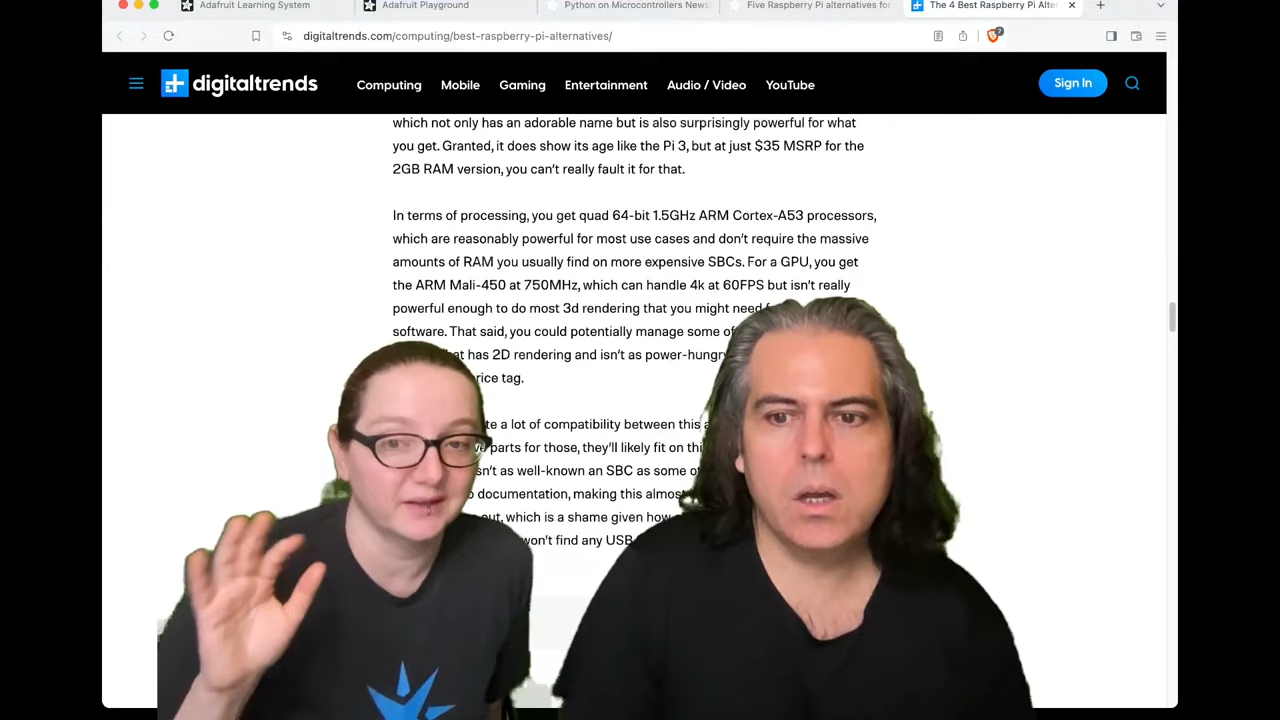 Adafruit Learning System
Adafruit Playground
Python on Microcontrollers News
Five Raspberry Pi alternatives for
The 4 Best Raspberry Pi Alter
digitaltrends.com/computing/best-raspberry-pi-alternatives/
7
digitaltrends
Computing
Mobile
Gaming
Entertainment
Audio / Video
YouTube
Sign In
which not only has an adorable name but is also surprisingly powerful for what
you get. Granted, it does show its age like the Pi 3, but at just $35 MSRP for the
2GB RAM version, you can't really fault it for that.
In terms of processing, you get quad 64-bit 1.5GHz ARM Cortex-A53 processors,
which are reasonably powerful for most use cases and don't require the massive
amounts of RAM you usually find on more expensive SBCs. For a GPU, you get
the ARM Mali-450 at 750MHz, which can handle 4k at 60FPS but isn't really
powerful enough to do most 3d rendering that you might need
software. That said, you could potentially manage some of
has 2D rendering and isn't as power-hungry
price tag.
a lot of compatibility between this
parts for those, they'll likely fit on
isn't as well-known an SBC as some
documentation, making this almost
out, which is a shame given how
won't find any USB